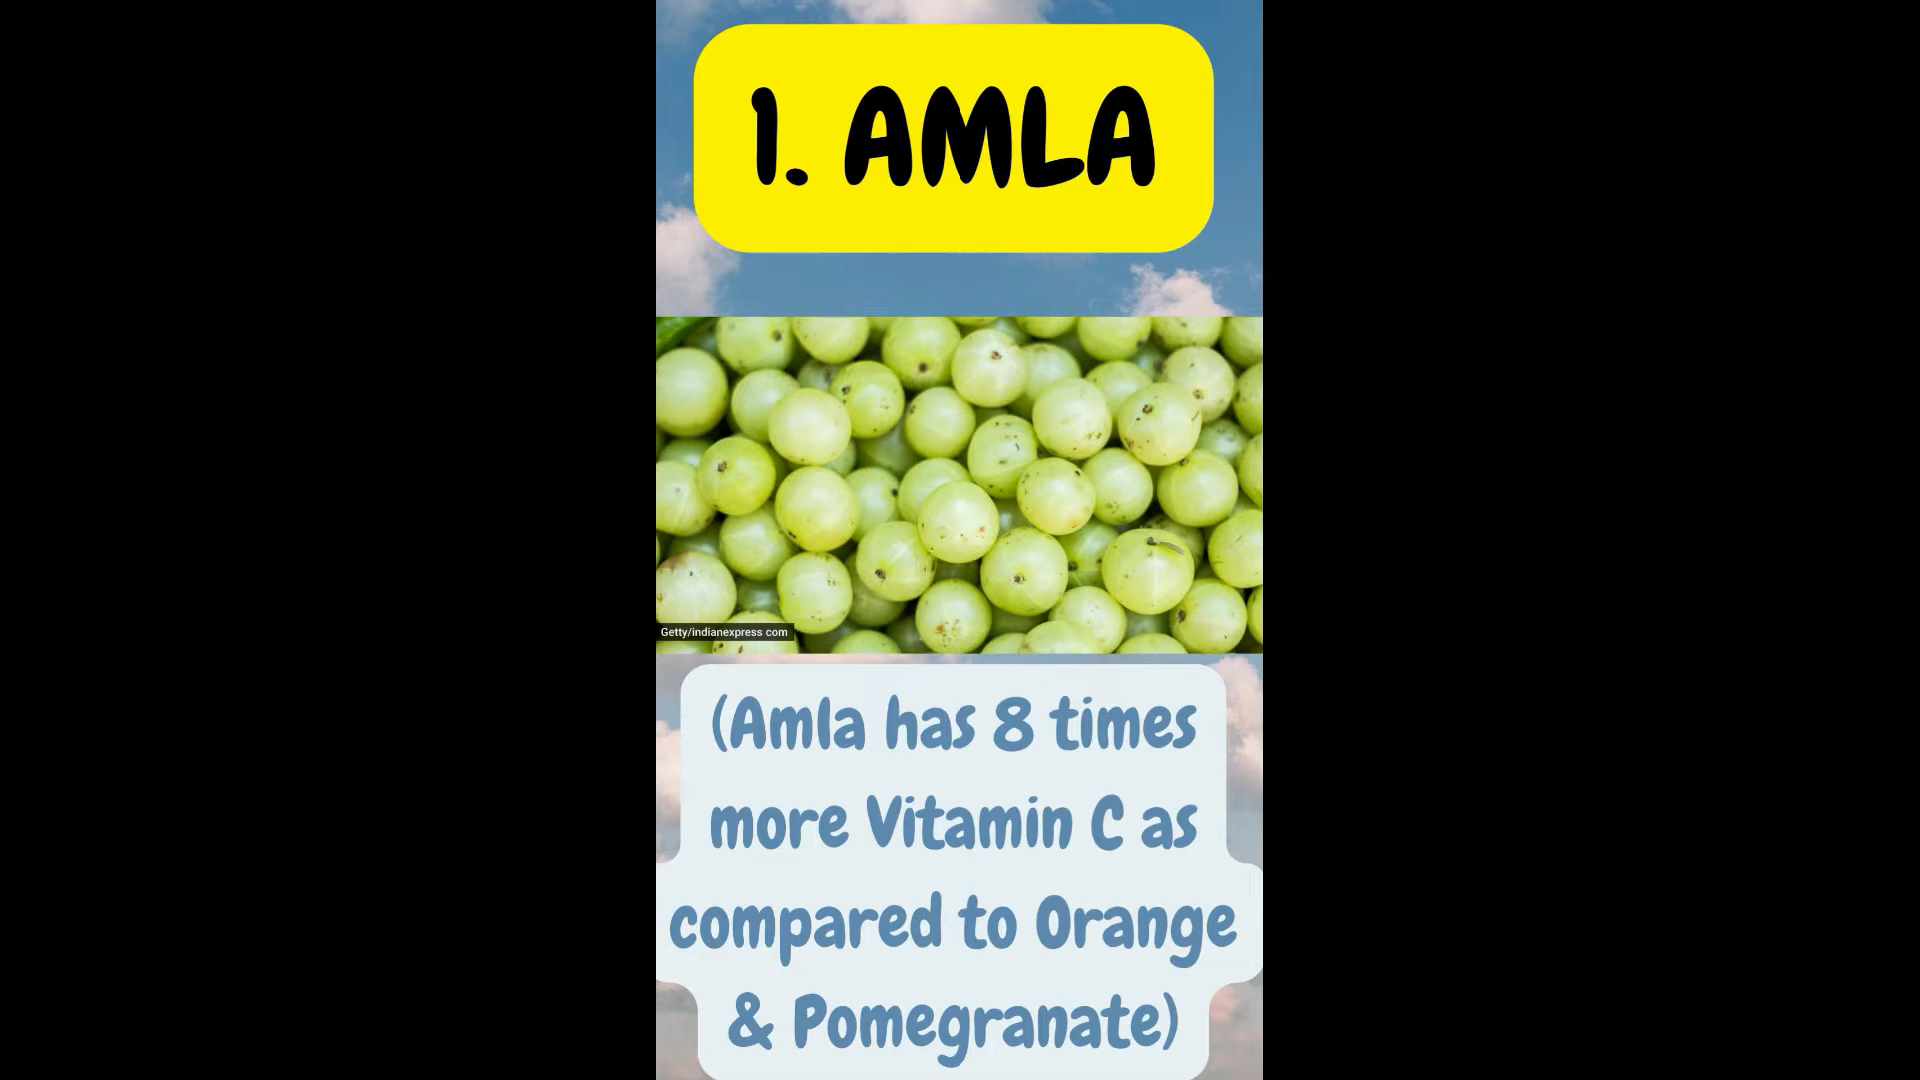 1. AMLA
Getty/indianexpress com
(Amla has 8 times
more Vitamin C as
compared to Orange
& Pomegranate)